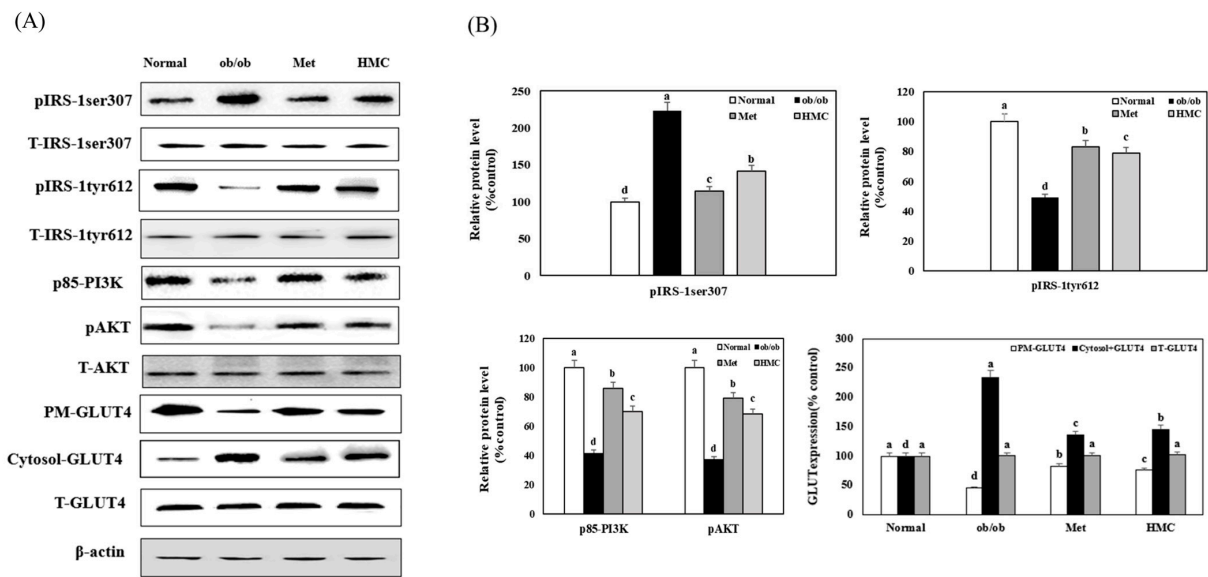 (A)
Normal ob/ob Met HMC
pIRS-1ser307
T-IRS-1ser307
pIRS-1tyr612
T-IRS-1tyr612
p85-PI3K
pAKT
T-AKT
PM-GLUT4
Cytosol-GLUT4
T-GLUT4
β-actin
(B)
Relative protein level
(%control)
250
200
150
100
50
0
Normal ob/ob
Met HMC
d a c b
pIRS-1ser307
Relative protein level
(%control)
120
100
80
60
40
20
0
Normal ob/ob
Met HMC
a d b c
pIRS-1tyr612
Relative protein level
(%control)
120
100
80
60
40
20
0
Normal ob/ob
Met HMC
a d b c a d b c
p85-PI3K pAKT
GLUTexpression(% control)
300
250
200
150
100
50
0
PM-GLUT4 Cytosol+GLUT4 T-GLUT4
a d a d a a b c a c b a
Normal ob/ob Met HMC